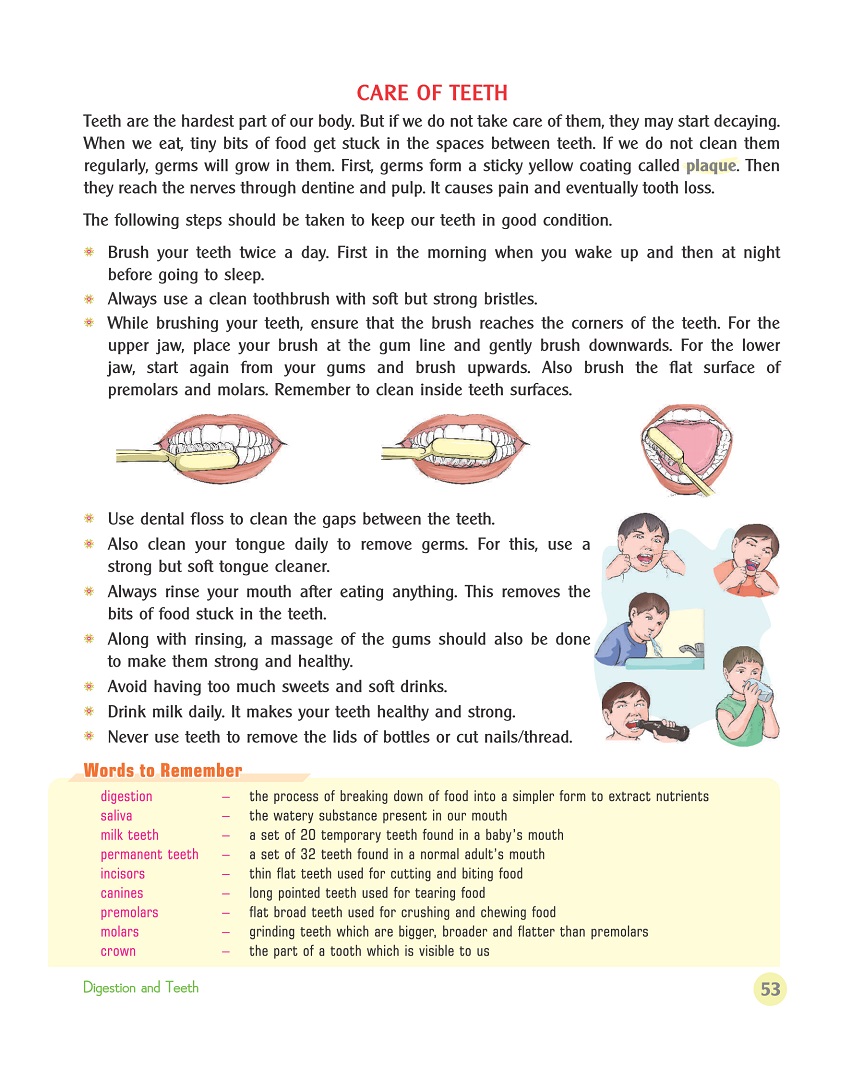 CARE OF TEETH
Teeth are the hardest part of our body. But if we do not take care of them, they may start decaying.
When we eat, tiny bits of food get stuck in the spaces between teeth. If we do not clean them
regularly, germs will grow in them. First, germs form a sticky yellow coating called plaque. Then
they reach the nerves through dentine and pulp. It causes pain and eventually tooth loss.
The following steps should be taken to keep our teeth in good condition.
Brush your teeth twice a day. First in the morning when you wake up and then at night
before going to sleep.
Always use a clean toothbrush with soft but strong bristles.
While brushing your teeth, ensure that the brush reaches the corners of the teeth. For the
upper jaw, place your brush at the gum line and gently brush downwards. For the lower
jaw, start again from your gums and brush upwards. Also brush the flat surface of
premolars and molars. Remember to clean inside teeth surfaces.
Use dental floss to clean the gaps between the teeth.
Also clean your tongue daily to remove germs. For this, use a
strong but soft tongue cleaner.
Always rinse your mouth after eating anything. This removes the
bits of food stuck in the teeth.
Along with rinsing, a massage of the gums should also be done
to make them strong and healthy.
Avoid having too much sweets and soft drinks.
Drink milk daily. It makes your teeth healthy and strong.
Never use teeth to remove the lids of bottles or cut nails/thread.
Words to Remember
digestion – the process of breaking down of food into a simpler form to extract nutrients
saliva – the watery substance present in our mouth
milk teeth – a set of 20 temporary teeth found in a baby's mouth
permanent teeth – a set of 32 teeth found in a normal adult's mouth
incisors – thin flat teeth used for cutting and biting food
canines – long pointed teeth used for tearing food
premolars – flat broad teeth used for crushing and chewing food
molars – grinding teeth which are bigger, broader and flatter than premolars
crown – the part of a tooth which is visible to us
Digestion and Teeth
53